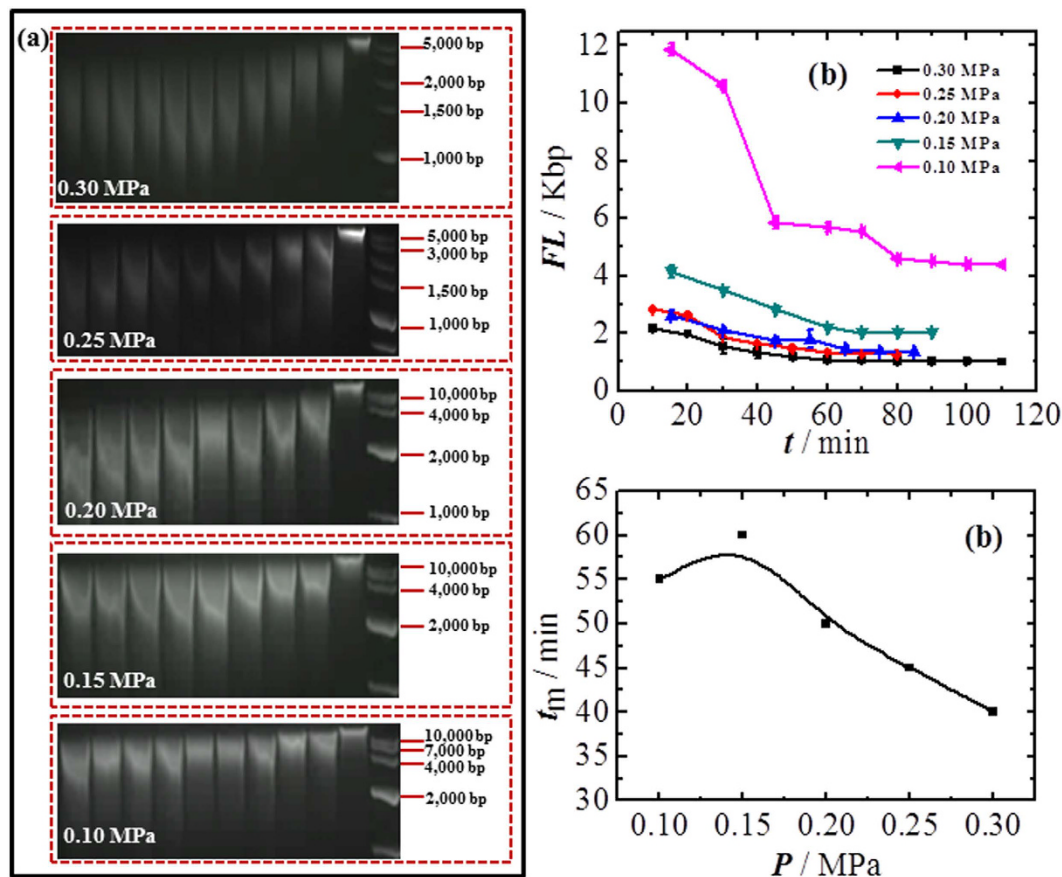 (a)
5,000 bp
2,000 bp
1,500 bp
1,000 bp
0.30 MPa
5,000 bp
3,000 bp
1,500 bp
1,000 bp
0.25 MPa
10,000 bp
4,000 bp
2,000 bp
1,000 bp
0.20 MPa
10,000 bp
4,000 bp
2,000 bp
0.15 MPa
10,000 bp
7,000 bp
4,000 bp
2,000 bp
0.10 MPa
(b)
0.30 MPa
0.25 MPa
0.20 MPa
0.15 MPa
0.10 MPa
12
10
8
6
4
2
0
FL / Kbp
0 20 40 60 80 100 120
t / min
(b)
65
60
55
50
45
40
35
30
tm / min
0.10 0.15 0.20 0.25 0.30
P / MPa